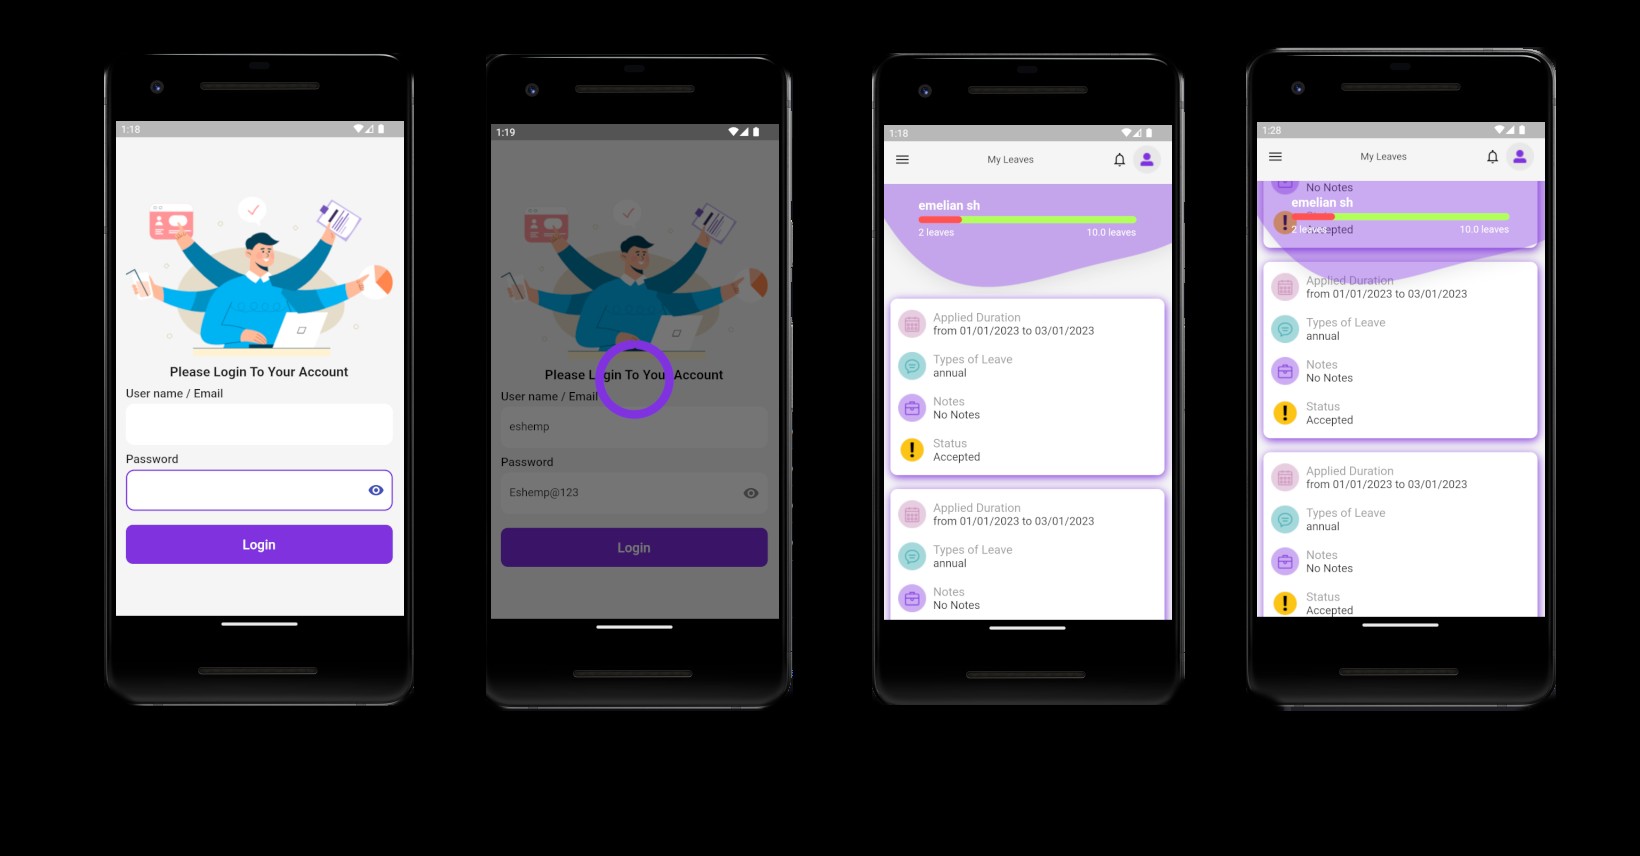 1:18
Please Login To Your Account
User name / Email
Password
Login
1:19
Please Login To Your Account
User name / Email
eshemp
Password
Eshemp@123
Login
1:18
My Leaves
emelian sh
2 leaves 10.0 leaves
Applied Duration
from 01/01/2023 to 03/01/2023
Types of Leave
annual
Notes
No Notes
Status
Accepted
Applied Duration
from 01/01/2023 to 03/01/2023
Types of Leave
annual
Notes
No Notes
1:28
My Leaves
No Notes
emelian sh
2 leaves Accepted 10.0 leaves
Applied Duration
from 01/01/2023 to 03/01/2023
Types of Leave
annual
Notes
No Notes
Status
Accepted
Applied Duration
from 01/01/2023 to 03/01/2023
Types of Leave
annual
Notes
No Notes
Status
Accepted